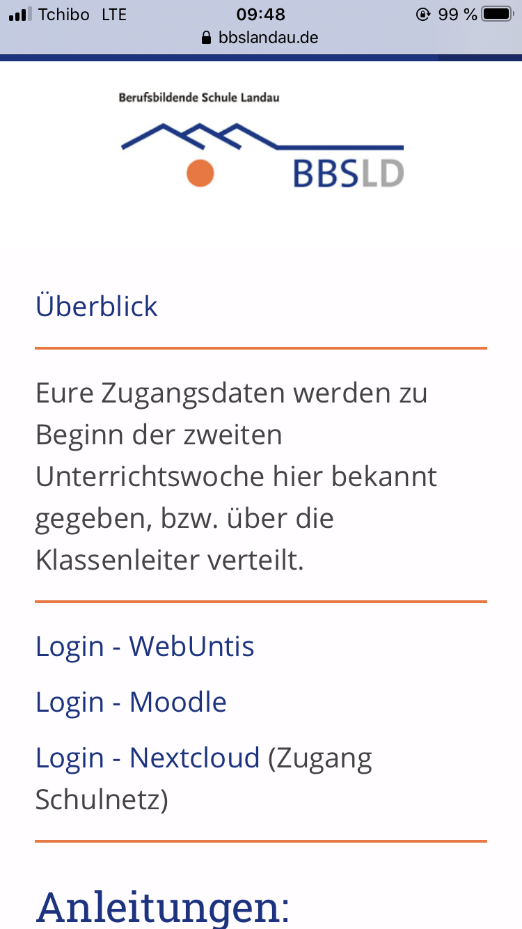 Tchibo LTE 09:48 99 %
bbslandau.de
Berufsbildende Schule Landau
BBSLD
Überblick
Eure Zugangsdaten werden zu
Beginn der zweiten
Unterrichtswoche hier bekannt
gegeben, bzw. über die
Klassenleiter verteilt.
Login - WebUntis
Login - Moodle
Login - Nextcloud (Zugang
Schulnetz)
Anleitungen: